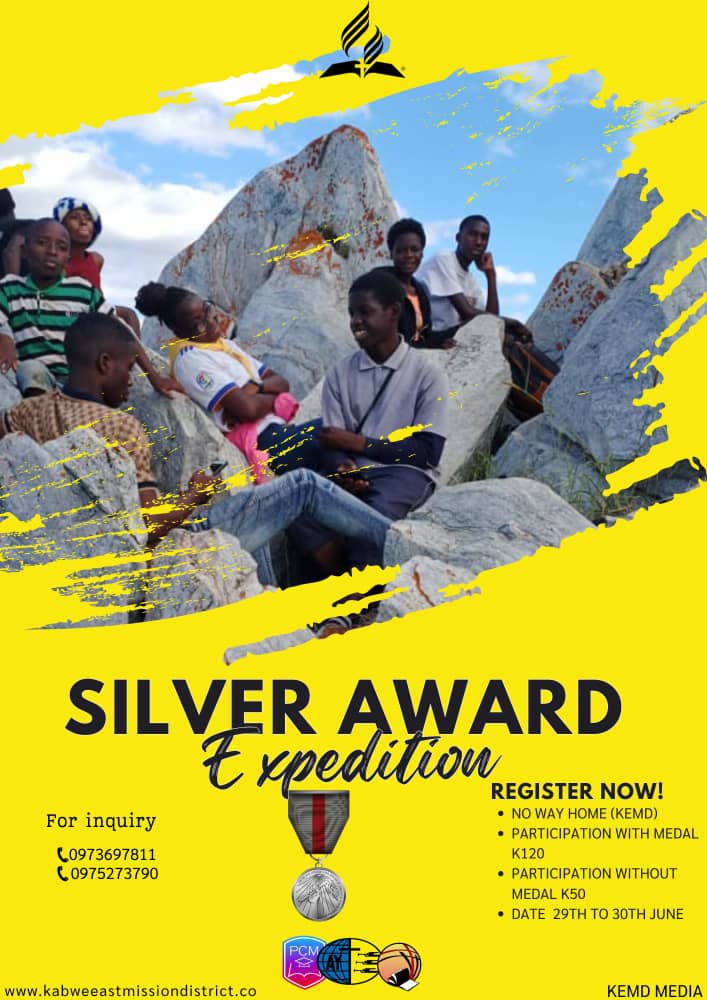 SILVER AWARD
Expedition
REGISTER NOW!
• NO WAY HOME (KEMD)
• PARTICIPATION WITH MEDAL
K120
• PARTICIPATION WITHOUT
MEDAL K50
• DATE 29TH TO 30TH JUNE
For inquiry
0973697811
0975273790
PCM
AY
www.kabweeastmissiondistrict.co
KEMD MEDIA